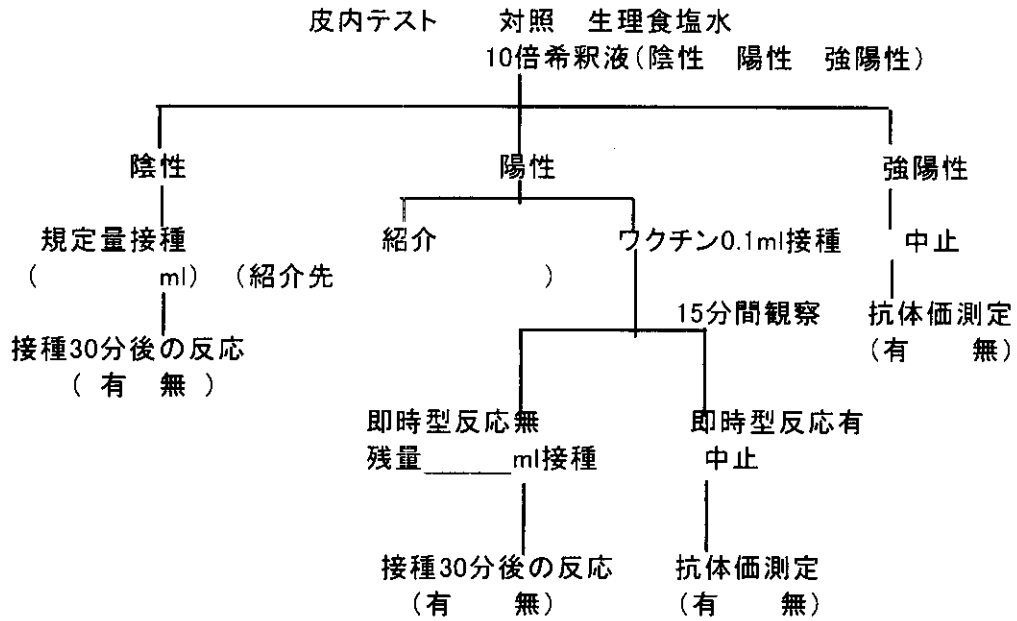 皮内テスト 対照 生理食塩水
10倍希釈液(陰性 陽性 強陽性)
陰性 陽性 強陽性
規定量接種 紹介 ワクチン0.1ml接種 中止
( ml) (紹介先 )
15分間観察 抗体価測定
接種30分後の反応 (有 無)
(有 無)
即時型反応無 即時型反応有
残量______ml接種 中止
接種30分後の反応 抗体価測定
(有 無) (有 無)